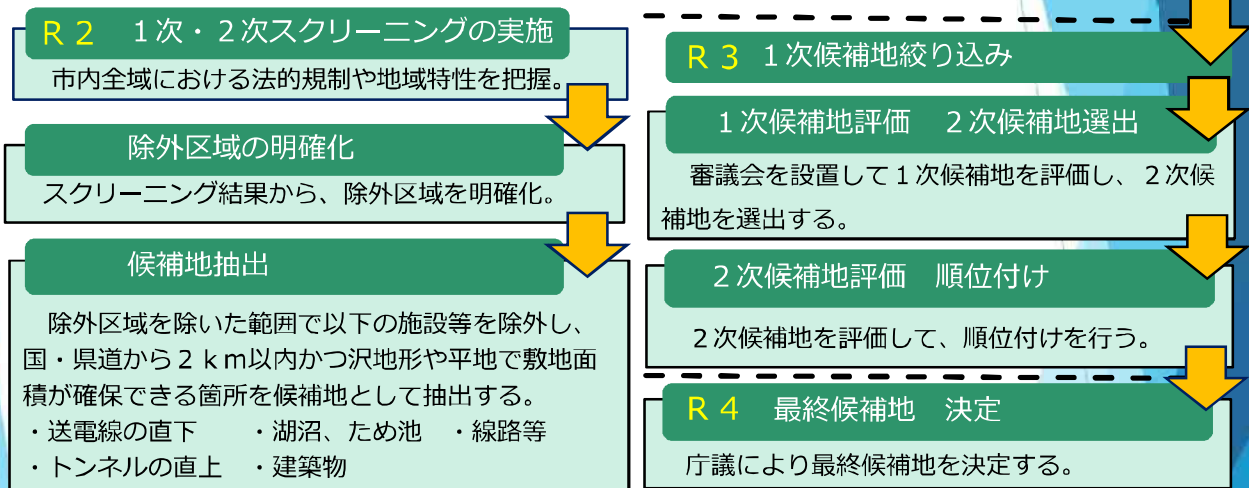 R２　１次・２次スクリーニングの実施
市内全域における法的規制や地域特性を把握。
除外区域の明確化
スクリーニング結果から、除外区域を明確化。
候補地抽出
除外区域を除いた範囲で以下の施設等を除外し、
国・県道から２ｋｍ以内かつ沢地形や平地で敷地面
積が確保できる箇所を候補地として抽出する。
・送電線の直下　・湖沼、ため池　・線路等
・トンネルの直上　・建築物
R３ １次候補地絞り込み
１次候補地評価　２次候補地選出
審議会を設置して１次候補地を評価し、２次候
補地を選出する。
２次候補地評価　順位付け
２次候補地を評価して、順位付けを行う。
R４　最終候補地　決定
庁議により最終候補地を決定する。